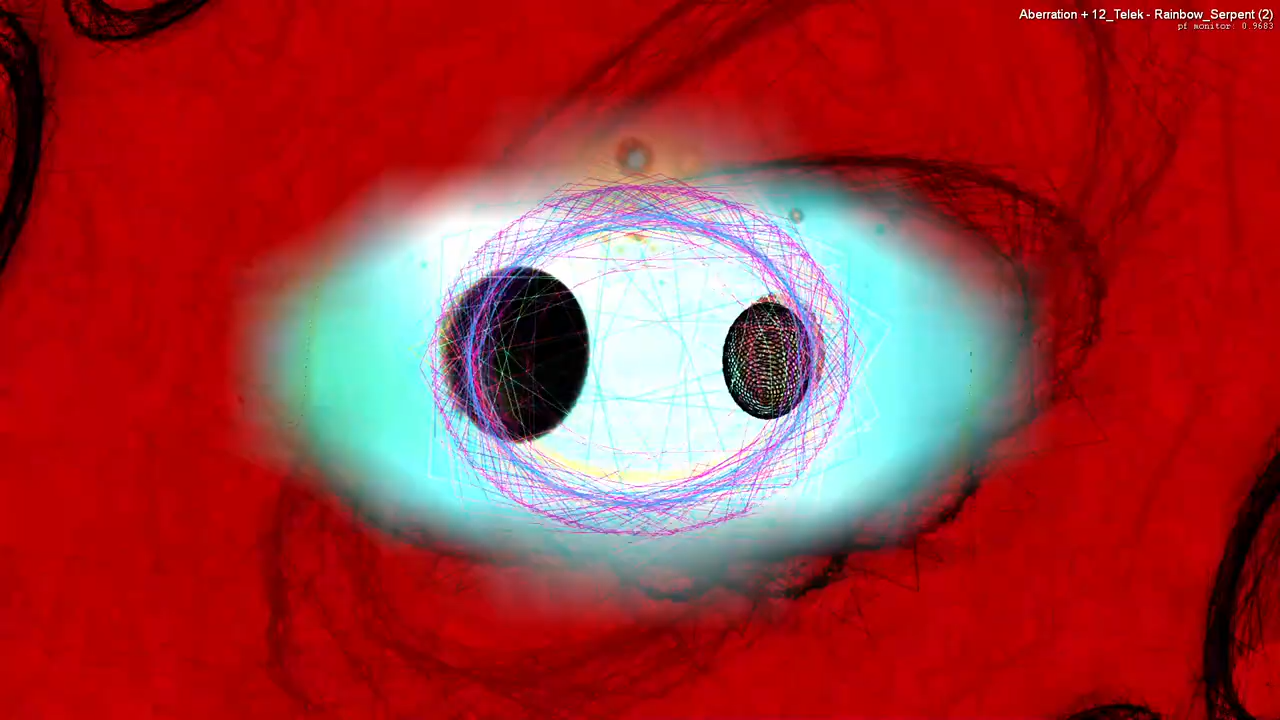 Aberration + 12_Telek - Rainbow_Serpent (2)
pf monitor: 0.9683